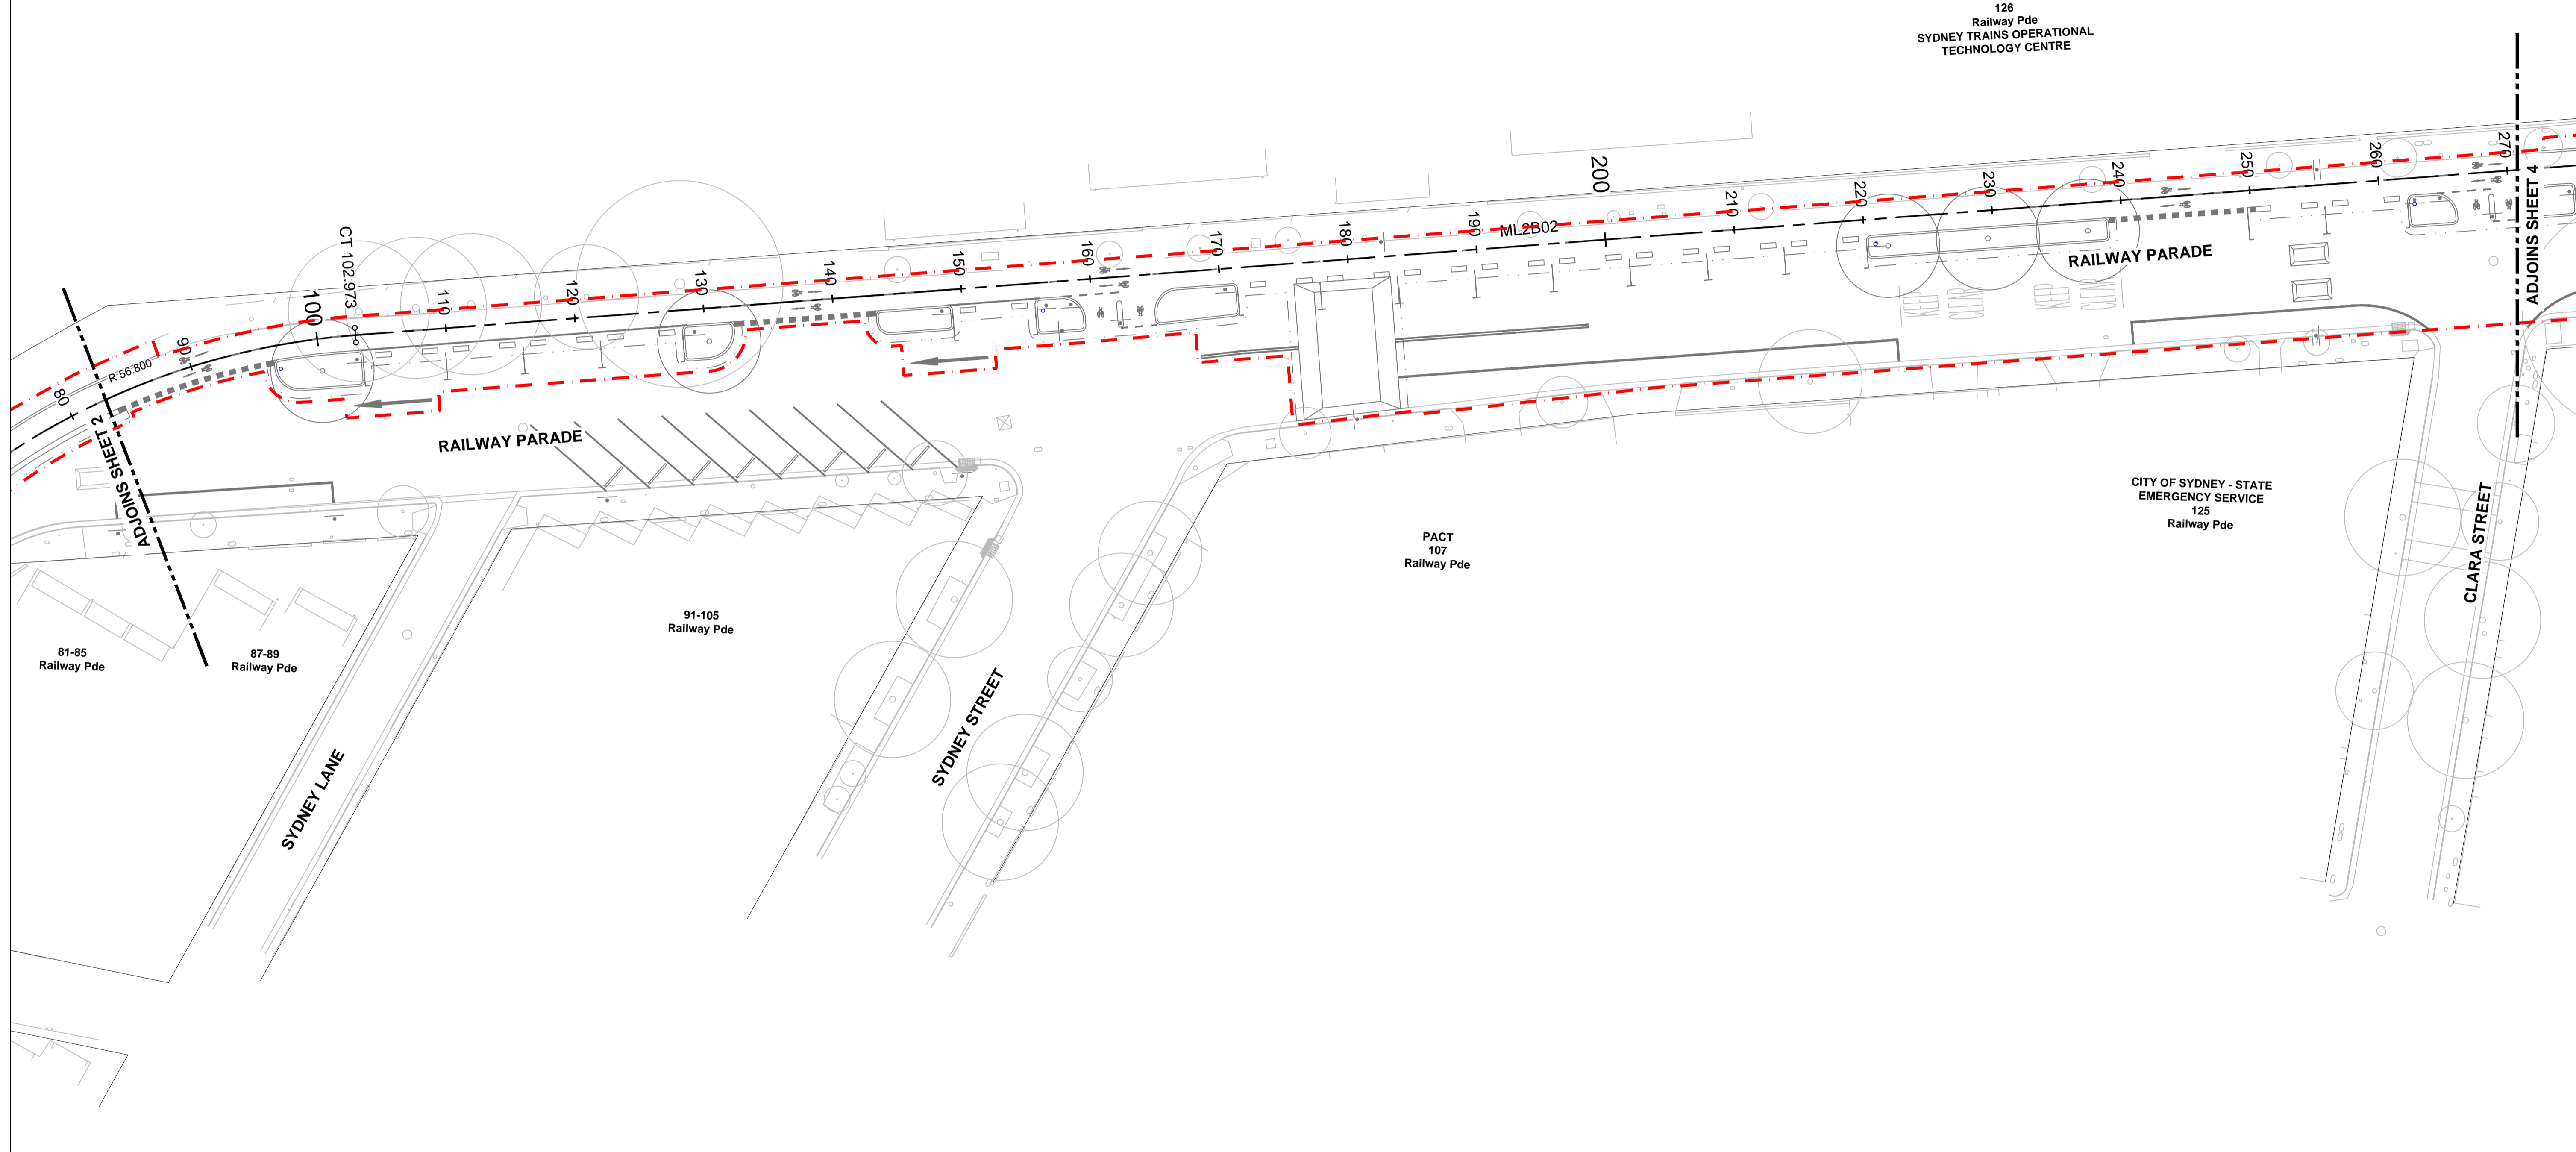 126
Railway Pde
SYDNEY TRAINS OPERATIONAL
TECHNOLOGY CENTRE
80
R 56.800
90
100
CT 102.973
110
120
130
140
150
160
170
180
190
ML2B02
200
210
220
230
240
250
260
270
ADJOINS SHEET 2
ADJOINS SHEET 4
RAILWAY PARADE
RAILWAY PARADE
CITY OF SYDNEY - STATE
EMERGENCY SERVICE
125
Railway Pde
PACT
107
Railway Pde
91-105
Railway Pde
81-85
Railway Pde
87-89
Railway Pde
SYDNEY LANE
SYDNEY STREET
CLARA STREET